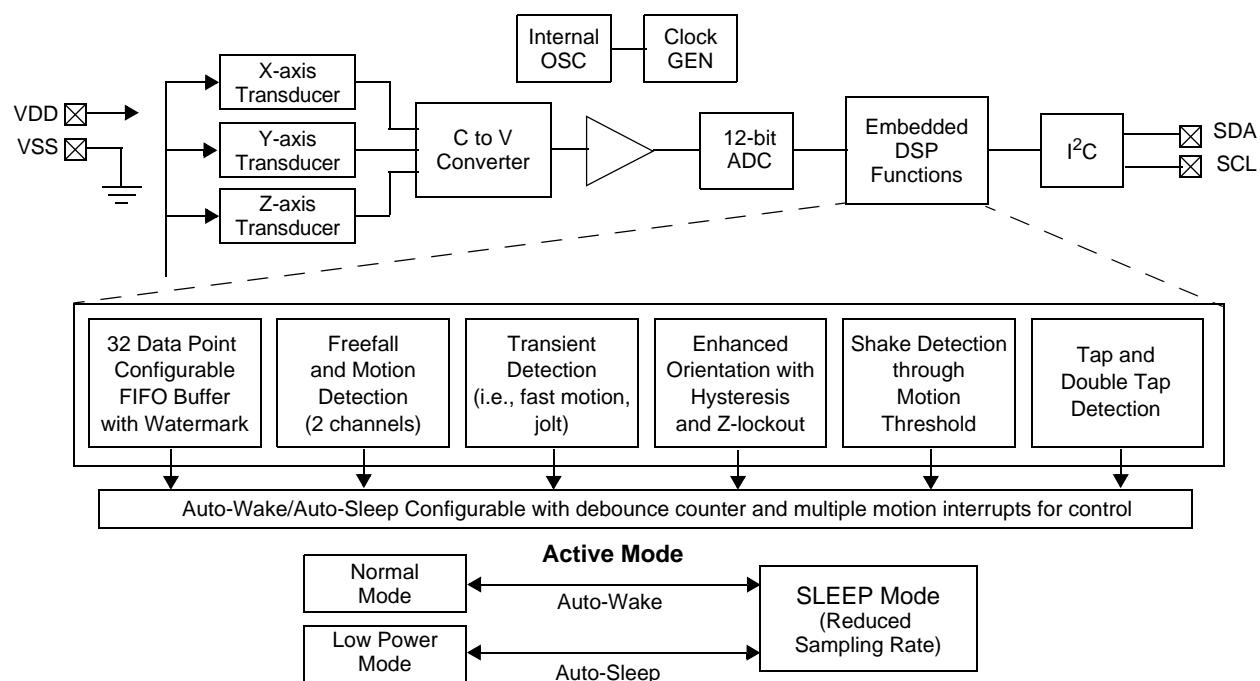 Internal
OSC
Clock
GEN
X-axis
Transducer
VDD
VSS
Y-axis
Transducer
Z-axis
Transducer
C to V
Converter
12-bit
ADC
Embedded
DSP
Functions
I²C
SDA
SCL
32 Data Point
Configurable
FIFO Buffer
with Watermark
Freefall
and Motion
Detection
(2 channels)
Transient
Detection
(i.e., fast motion,
jolt)
Enhanced
Orientation with
Hysteresis
and Z-lockout
Shake Detection
through
Motion
Threshold
Tap and
Double Tap
Detection
Auto-Wake/Auto-Sleep Configurable with debounce counter and multiple motion interrupts for control
Active Mode
Normal
Mode
Auto-Wake
SLEEP Mode
(Reduced
Sampling Rate)
Low Power
Mode
Auto-Sleep